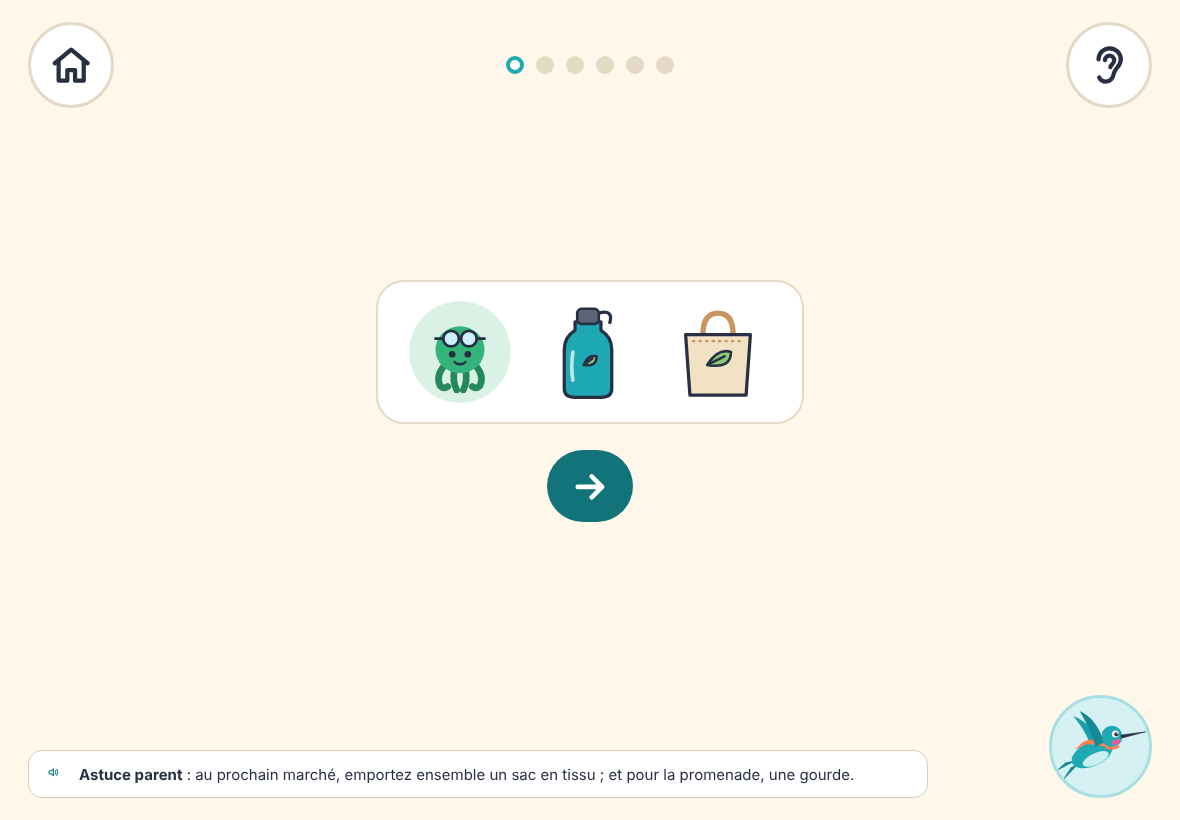 Astuce parent : au prochain marché, emportez ensemble un sac en tissu ; et pour la promenade, une gourde.